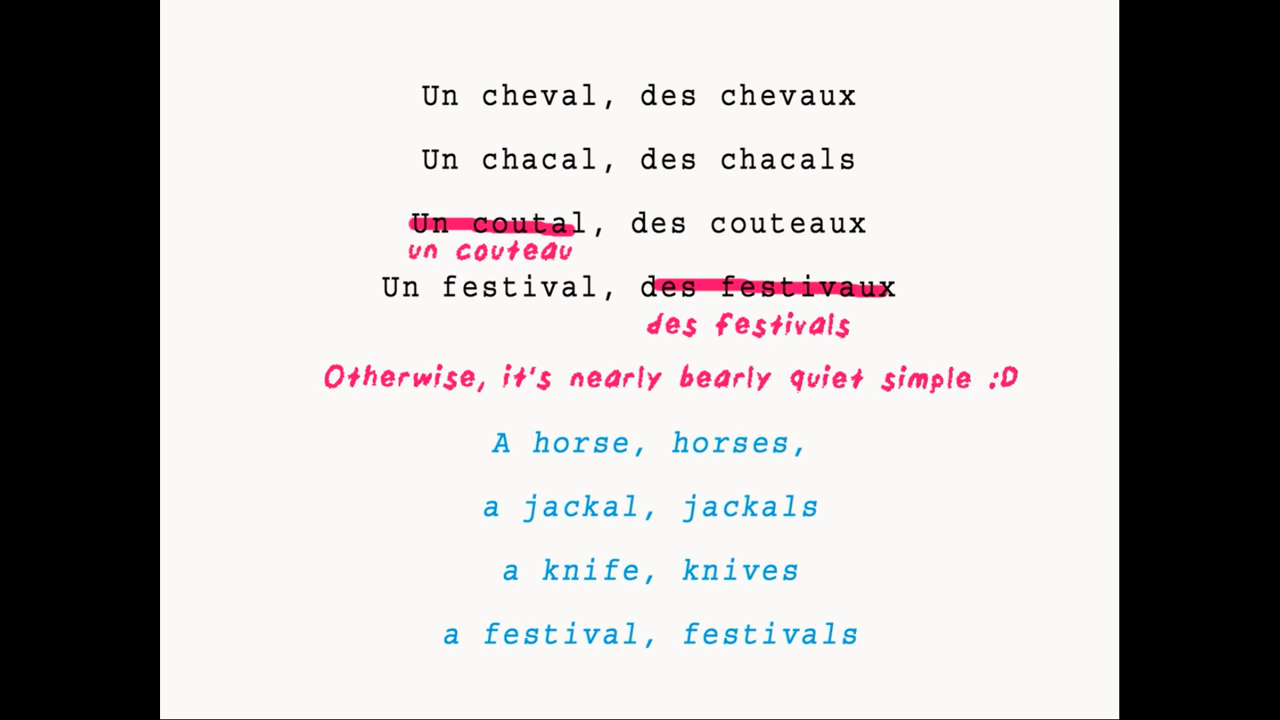 Un cheval, des chevaux
Un chacal, des chacals
Un coutal, des couteaux
un couteau
Un festival, des festivaux
des festivals
Otherwise, it's nearly bearly quiet simple :D
A horse, horses,
a jackal, jackals
a knife, knives
a festival, festivals